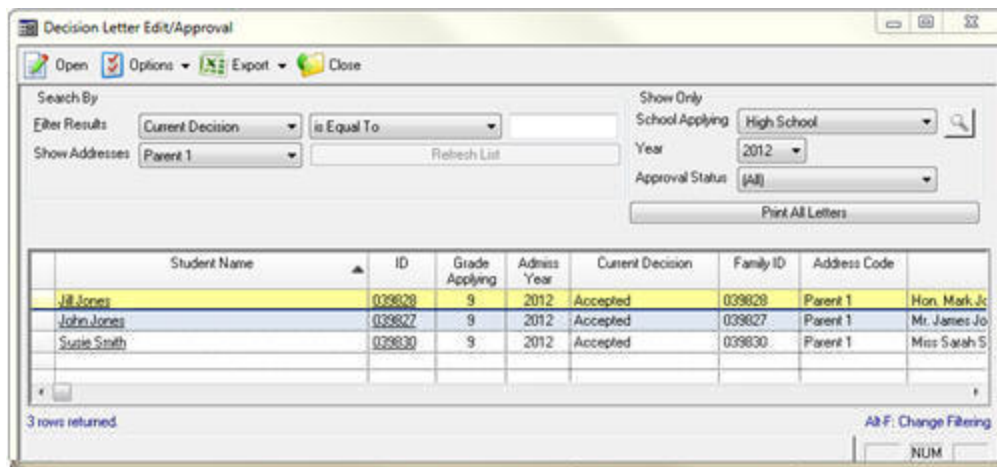 Decision Letter Edit/Approval
Open Options Export Close
Search By
Filter Results Current Decision is Equal To
Show Addresses Parent 1 Refresh List
Show Only
School Applying High School
Year 2012
Approval Status (All)
Print All Letters
Student Name ID Grade Applying Admiss Year Current Decision Family ID Address Code
Jill Jones 039828 9 2012 Accepted 039828 Parent 1 Hon. Mark Jo
John Jones 039827 9 2012 Accepted 039827 Parent 1 Mr. James Jo
Susie Smith 039830 9 2012 Accepted 039830 Parent 1 Miss Sarah S
3 rows returned. Alt-F: Change Filtering
NUM